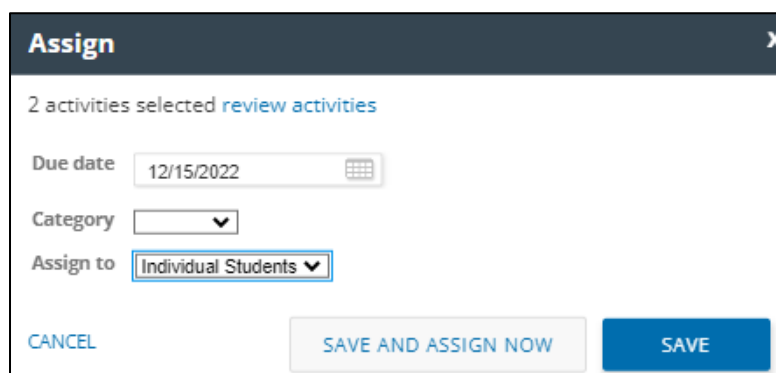 Assign X
2 activities selected review activities
Due date 12/15/2022
Category
Assign to Individual Students
CANCEL SAVE AND ASSIGN NOW SAVE